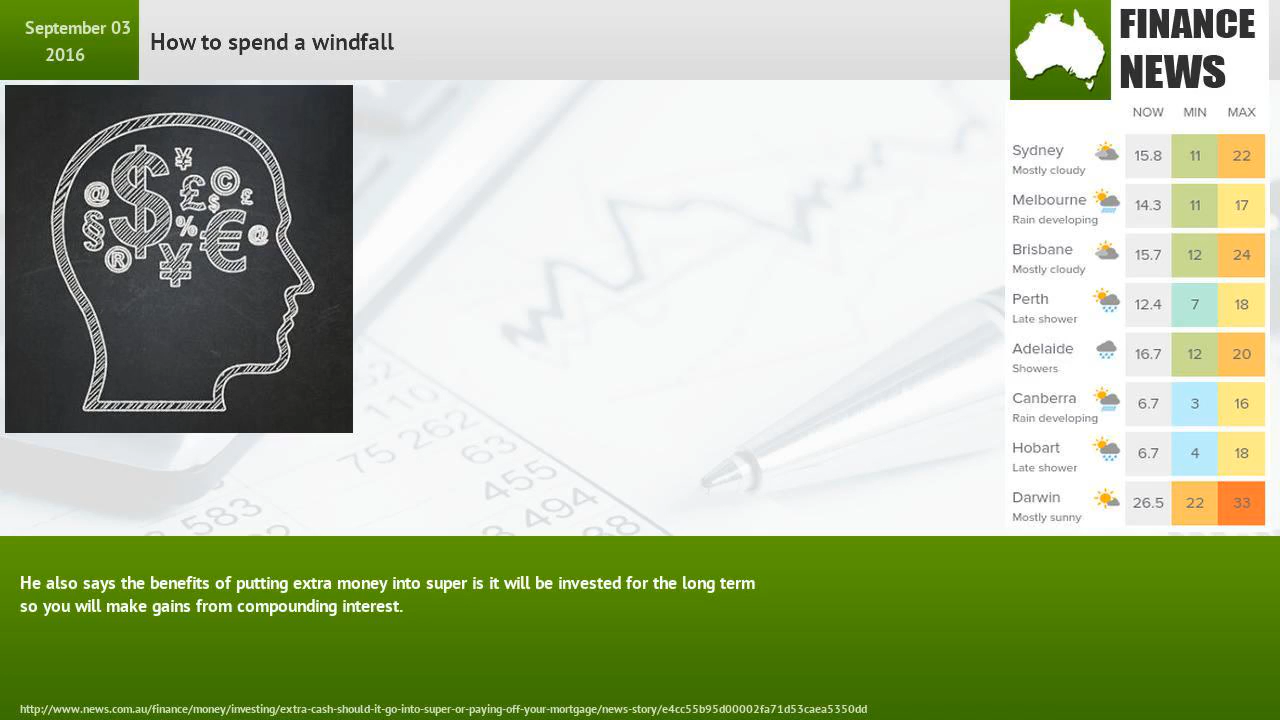 September 03
2016
How to spend a windfall
FINANCE
NEWS
NOW MIN MAX
Sydney 15.8 11 22
Mostly cloudy
Melbourne 14.3 11 17
Rain developing
Brisbane 15.7 12 24
Mostly cloudy
Perth 12.4 7 18
Late shower
Adelaide 16.7 12 20
Showers
Canberra 6.7 3 16
Rain developing
Hobart 6.7 4 18
Late shower
Darwin 26.5 22 33
Mostly sunny
$ ¥ £ © @ £ $ § % € @ ® ¥
75 262
63
455
494
583
He also says the benefits of putting extra money into super is it will be invested for the long term
so you will make gains from compounding interest.
http://www.news.com.au/finance/money/investing/extra-cash-should-it-go-into-super-or-paying-off-your-mortgage/news-story/e4cc55b95d00002fa71d53caea5350dd